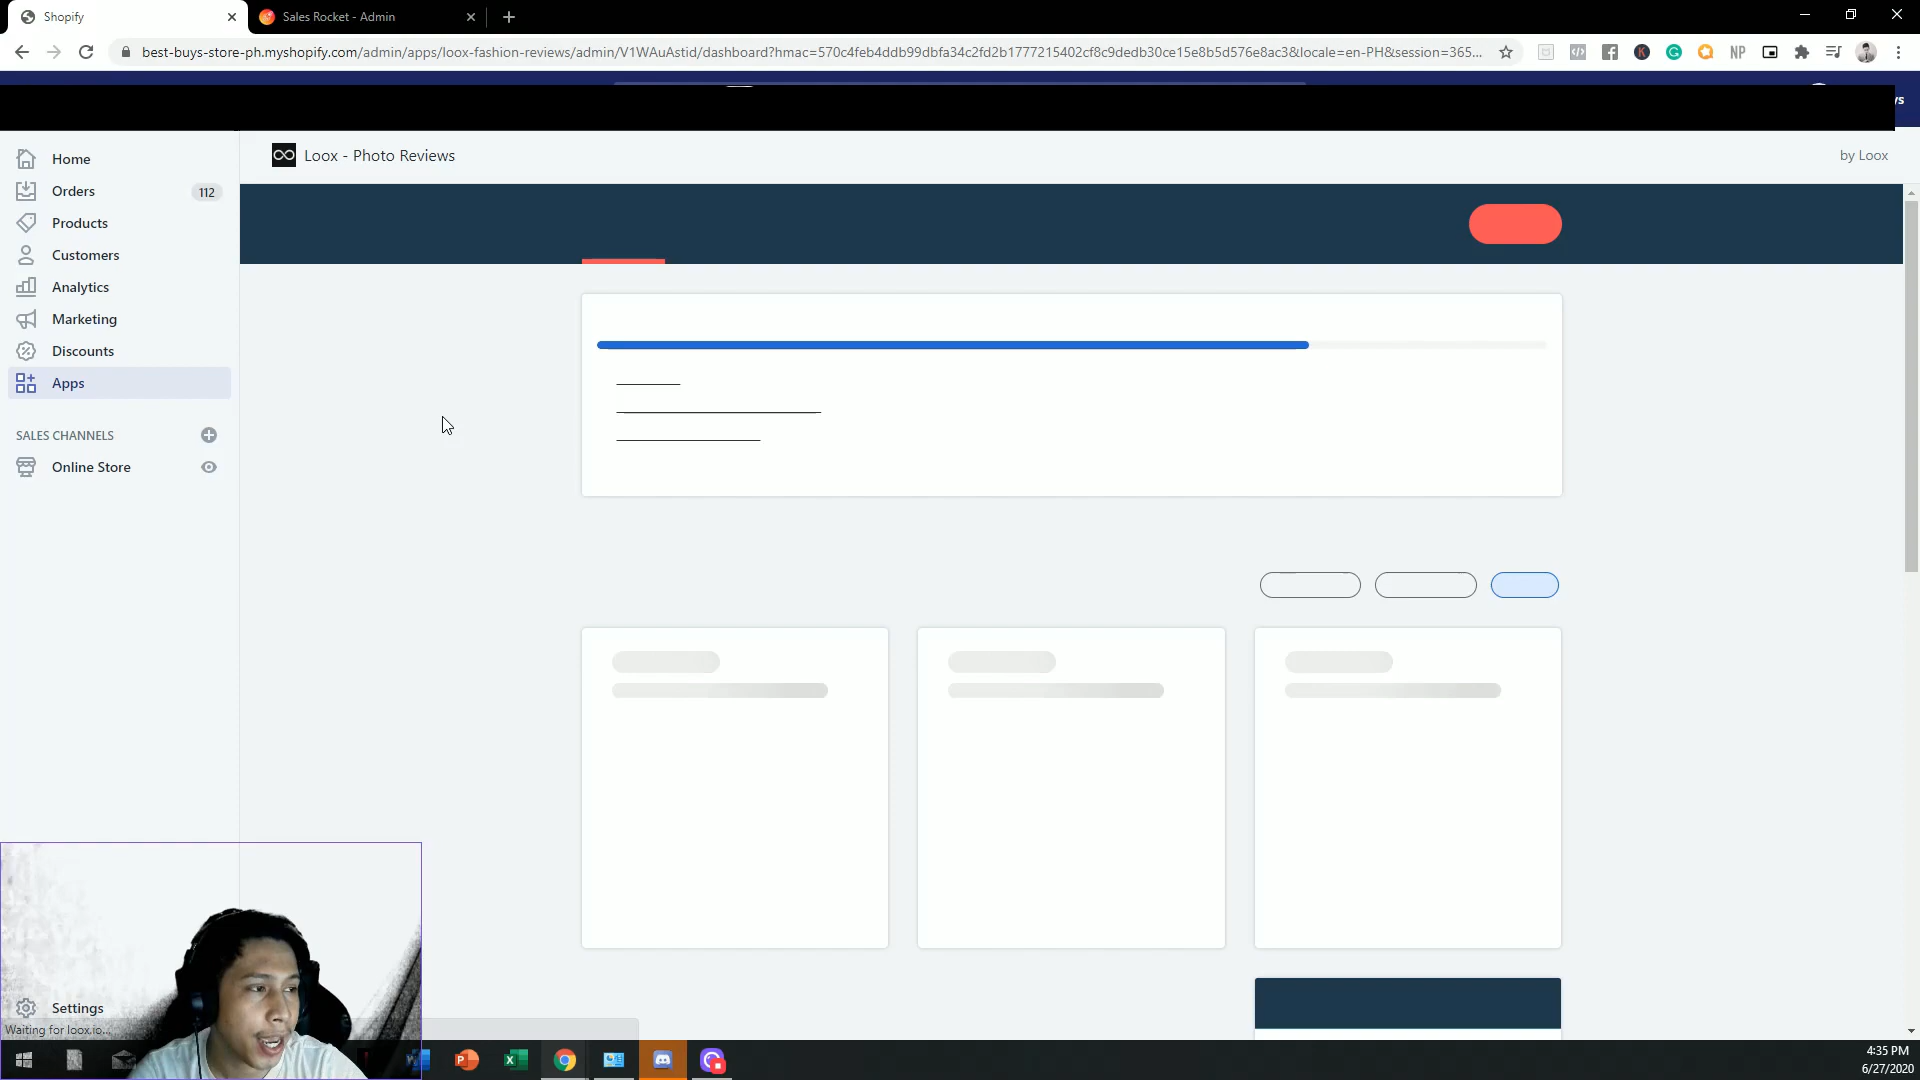 Shopify
Sales Rocket - Admin
best-buys-store-ph.myshopify.com/admin/apps/loox-fashion-reviews/admin/V1WAuAstid/dashboard?hmac=570c4feb4ddb99dbfa34c2fd2b1777215402cf8c9dedb30ce15e8b5d576e8ac3&locale=en-PH&session=365...
NP
Loox - Photo Reviews
by Loox
Home
Orders
112
Products
Customers
Analytics
Marketing
Discounts
Apps
SALES CHANNELS
Online Store
Settings
Waiting for loox.io...
4:35 PM
6/27/2020